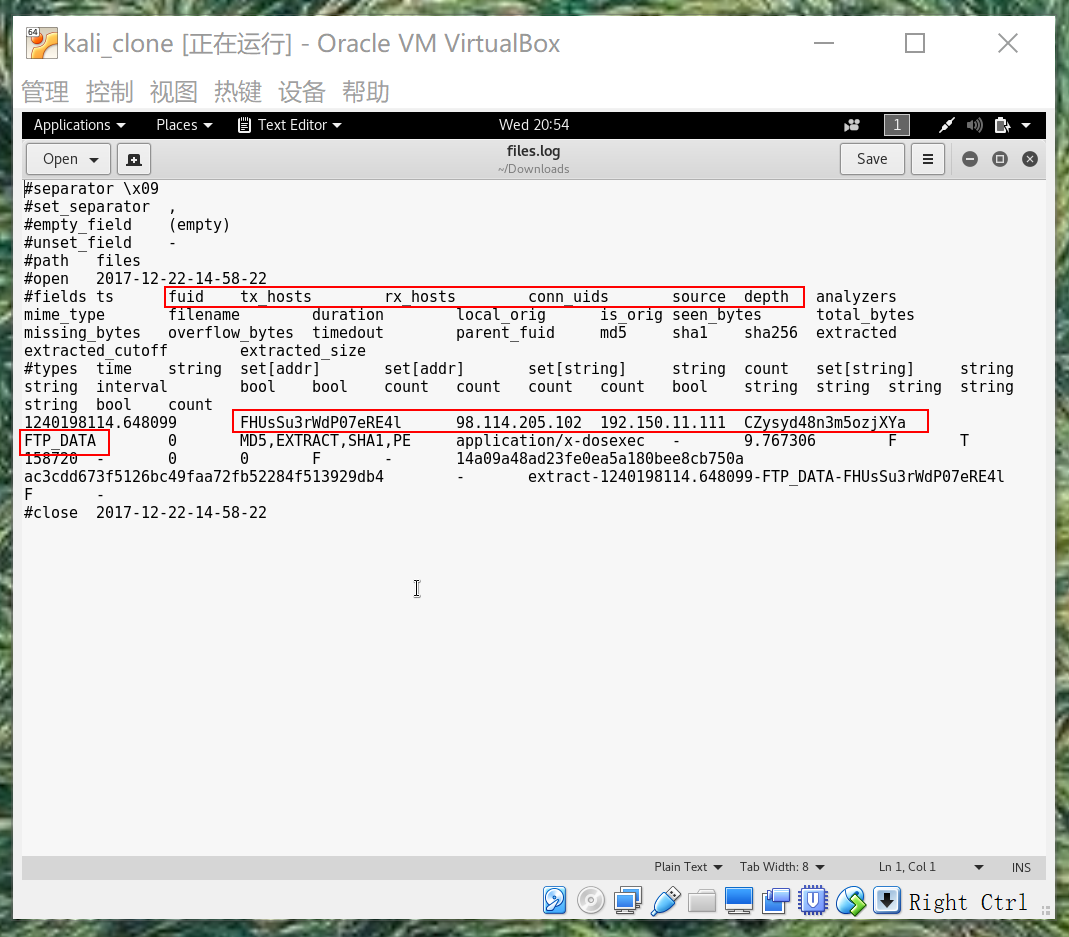 64
kali_clone [正在运行] - Oracle VM VirtualBox
管理 控制 视图 热键 设备 帮助
Applications Places Text Editor Wed 20:54 1
Open files.log Save
~/Downloads
#separator \x09
#set_separator ,
#empty_field (empty)
#unset_field -
#path files
#open 2017-12-22-14-58-22
#fields ts fuid tx_hosts rx_hosts conn_uids source depth analyzers
mime_type filename duration local_orig is_orig seen_bytes total_bytes
missing_bytes overflow_bytes timedout parent_fuid md5 sha1 sha256 extracted
extracted_cutoff extracted_size
#types time string set[addr] set[addr] set[string] string count set[string] string
string interval bool bool count count count count bool string string string string
string bool count
1240198114.648099 FHUsSu3rWdP07eRE4l 98.114.205.102 192.150.11.111 CZysyd48n3m5ozjXYa
FTP_DATA 0 MD5,EXTRACT,SHA1,PE application/x-dosexec - 9.767306 F T
158720 - 0 0 F - 14a09a48ad23fe0ea5a180bee8cb750a
ac3cdd673f5126bc49faa72fb52284f513929db4 - extract-1240198114.648099-FTP_DATA-FHUsSu3rWdP07eRE4l
F -
#close 2017-12-22-14-58-22
Plain Text Tab Width: 8 Ln 1, Col 1 INS
Right Ctrl